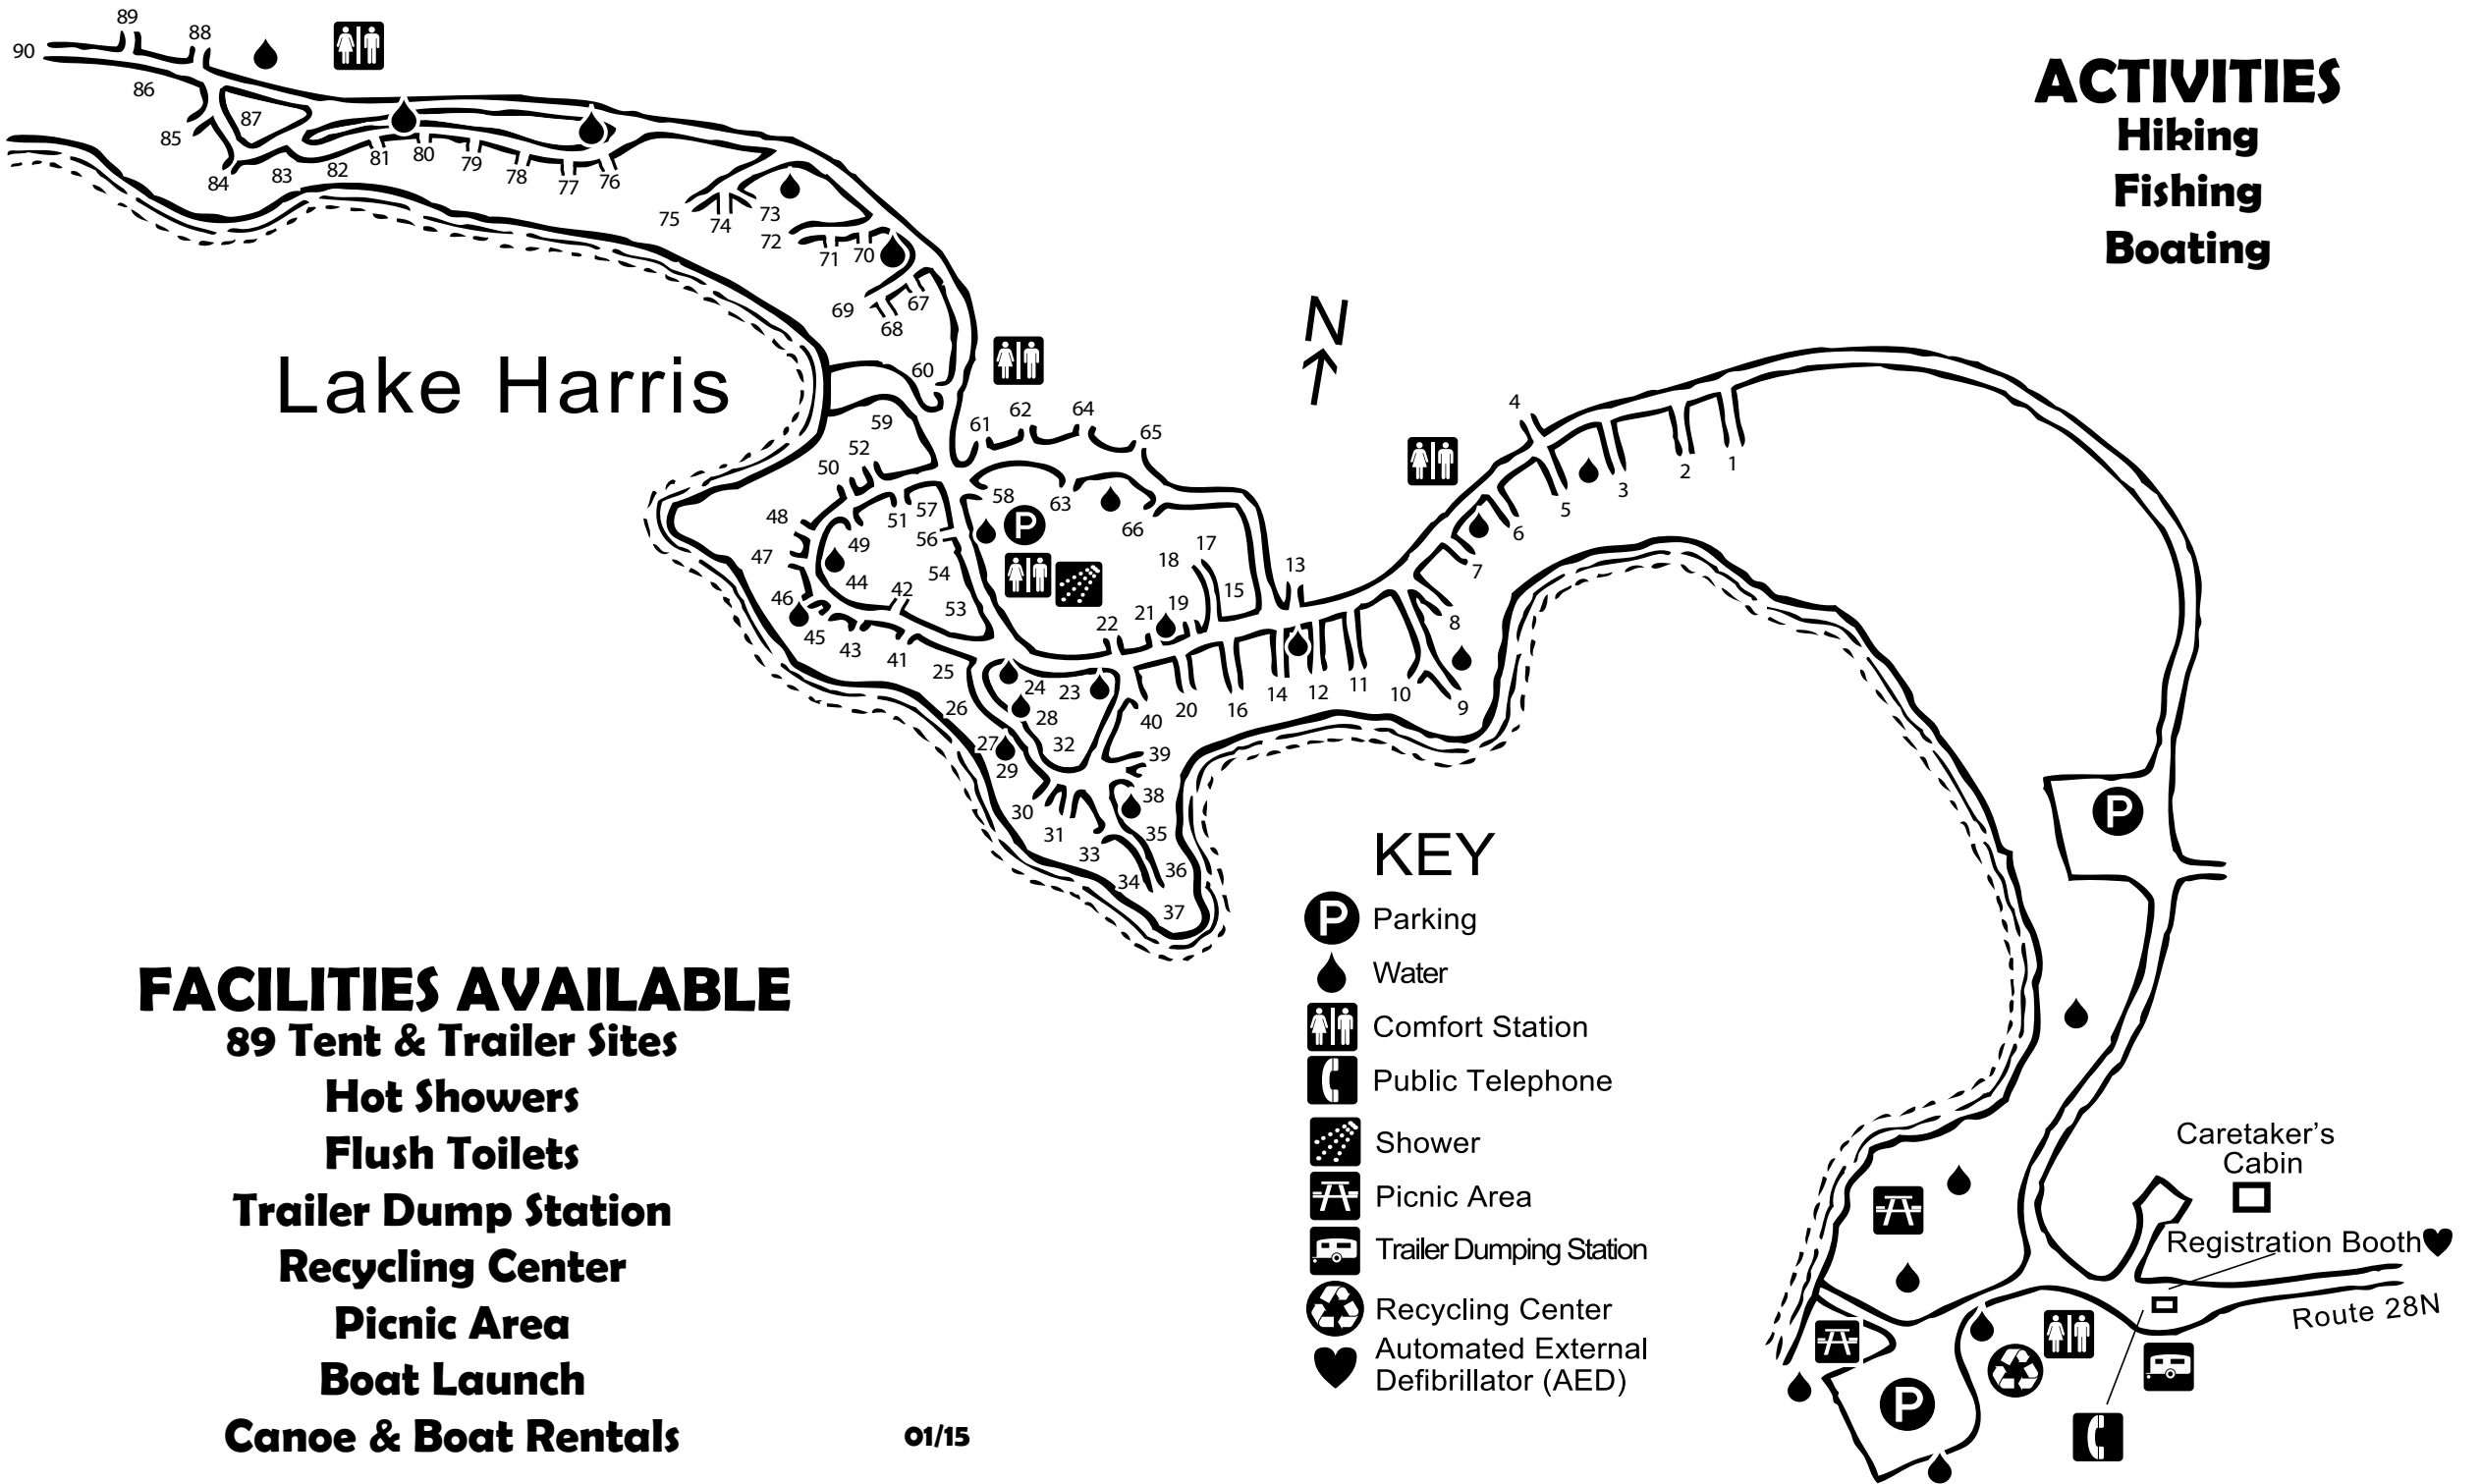 89
88
90
86
87
85
84
83
82
81
80
79
78
77
76
75
74
73
72
71
70
69
68
67
60
59
52
50
61
62
64
65
48
51
57
58
63
66
47
49
56
P
46
44
42
54
53
45
43
41
18
17
15
13
22
21
19
25
24
23
26
28
27
32
29
40
20
16
14
12
11
10
9
39
30
38
31
35
33
34
36
37
4
5
3
2
1
6
7
8
Lake Harris
N
ACTIVITIES
Hiking
Fishing
Boating
P
KEY
P Parking
Water
Comfort Station
Public Telephone
Shower
Picnic Area
Trailer Dumping Station
Recycling Center
Automated External
Defibrillator (AED)
FACILITIES AVAILABLE
89 Tent & Trailer Sites
Hot Showers
Flush Toilets
Trailer Dump Station
Recycling Center
Picnic Area
Boat Launch
Canoe & Boat Rentals
01/15
Caretaker's
Cabin
Registration Booth
Route 28N
P